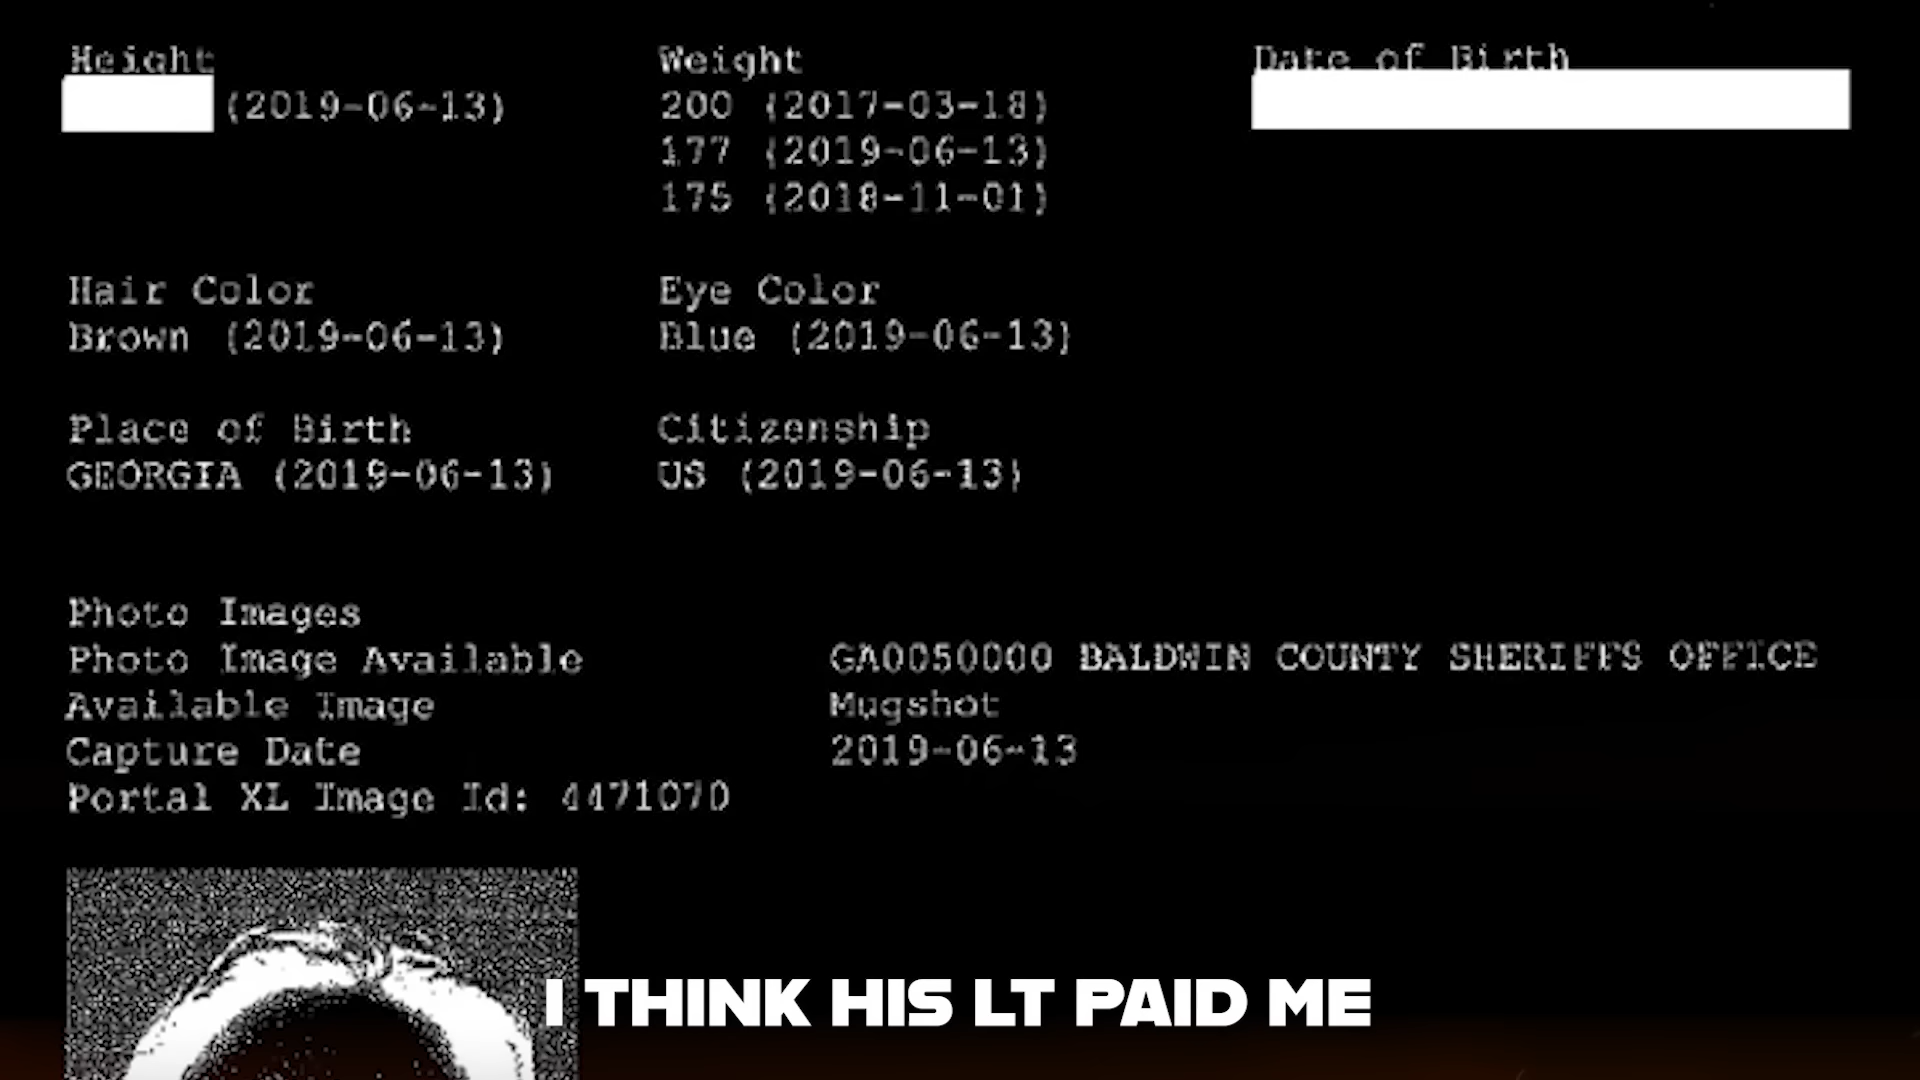 Height Weight Date of Birth
(2019-06-13) 200 (2017-03-18)
177 (2019-06-13)
175 (2018-11-01)
Hair Color Eye Color
Brown (2019-06-13) Blue (2019-06-13)
Place of Birth Citizenship
GEORGIA (2019-06-13) US (2019-06-13)
Photo Images
Photo Image Available GA0050000 BALDWIN COUNTY SHERIFFS OFFICE
Available Image Mugshot
Capture Date 2019-06-13
Portal XL Image Id: 4471070
I THINK HIS LT PAID ME